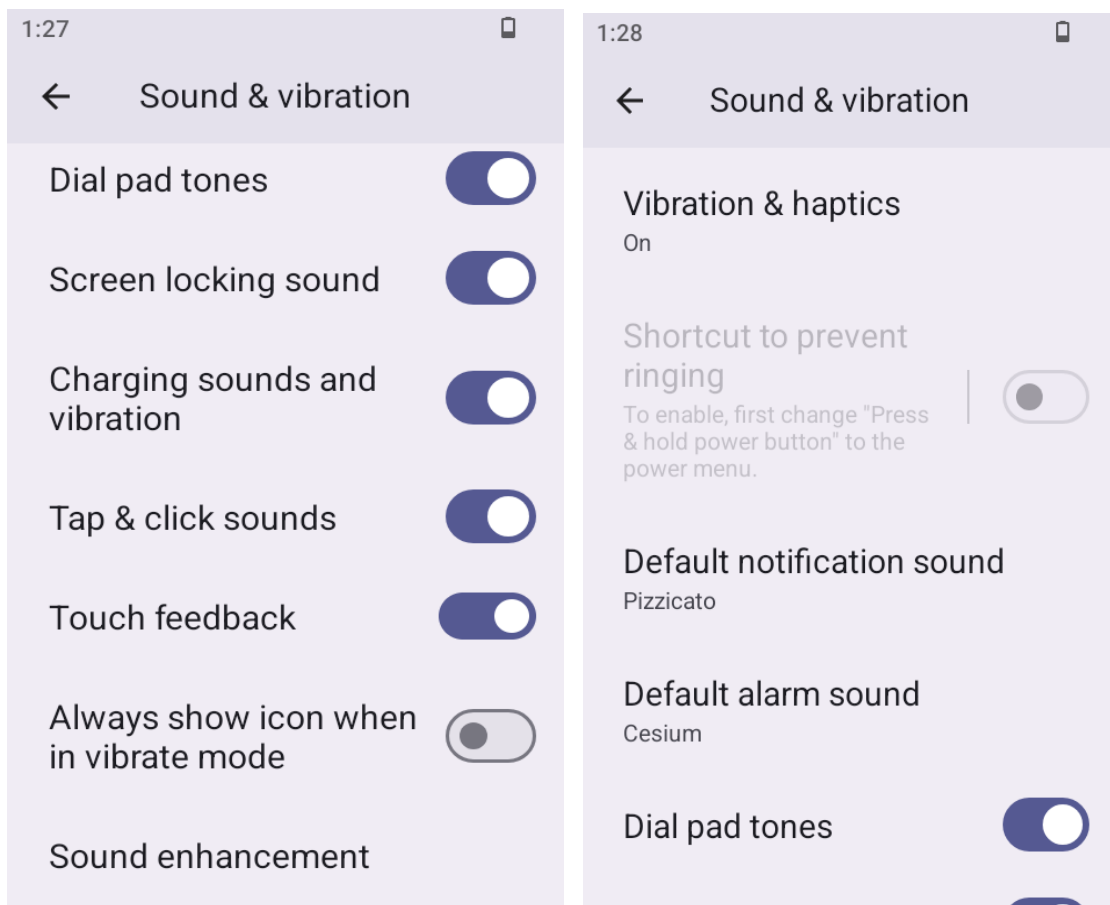 1:27
Sound & vibration
Dial pad tones
Screen locking sound
Charging sounds and
vibration
Tap & click sounds
Touch feedback
Always show icon when
in vibrate mode
Sound enhancement
1:28
Sound & vibration
Vibration & haptics
On
Shortcut to prevent
ringing
To enable, first change "Press
& hold power button" to the
power menu.
Default notification sound
Pizzicato
Default alarm sound
Cesium
Dial pad tones